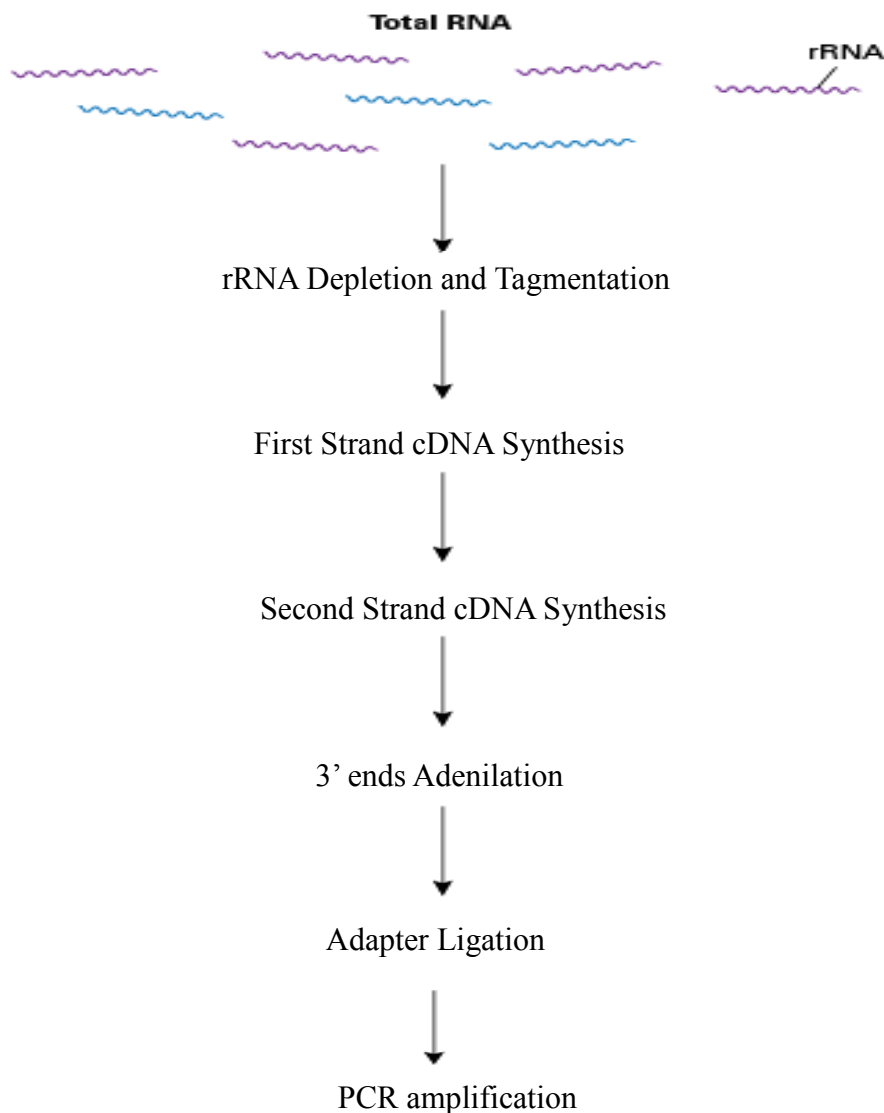 Total RNA
rRNA
rRNA Depletion and Tagmentation
First Strand cDNA Synthesis
Second Strand cDNA Synthesis
3’ ends Adenilation
Adapter Ligation
PCR amplification